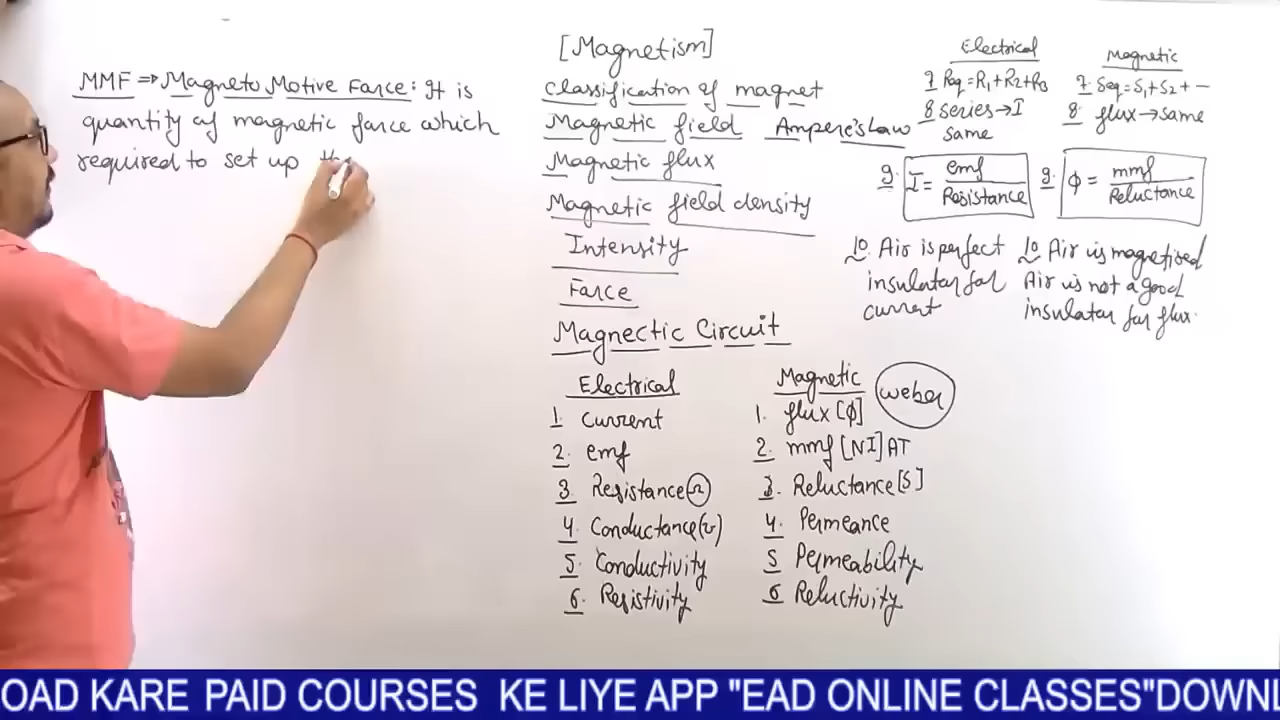 MMF ⇒ Magneto Motive Farce: It is
quantity of magnetic farce which
required to set up the
[Magnetism]
classification of magnet
Magnetic field Ampere's Law
Magnetic flux
Magnetic field density
Intensity
Farce
Magnectic Circuit
Electrical
1. Current
2. emf
3 Resistance(Ω)
4. Conductance(℧)
5. Conductivity
6. Resistivity
Magnetic weber
1. flux [ϕ]
2. mmf [NI] AT
3. Reluctance [S]
4. Permeance
5 Permeability
6 Reluctivity
Electrical
7 Req = R1+R2+R3
8 series → I
same
9. I = emf / Resistance
10. Air is perfect
insulator for
current
Magnetic
7. Seq = S1 + S2 + --
8. flux → same
9. ϕ = mmf / Reluctance
10. Air is magnetised
Air is not a good
insulator for flux.
OAD KARE PAID COURSES KE LIYE APP "EAD ONLINE CLASSES"DOWNL